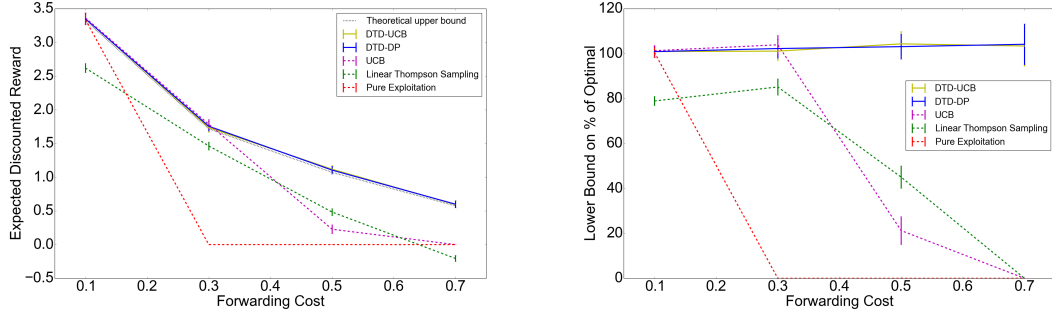 3.5
3.0
2.5
2.0
1.5
1.0
0.5
0.0
−0.5
Expected Discounted Reward
Theoretical upper bound
DTD-UCB
DTD-DP
UCB
Linear Thompson Sampling
Pure Exploitation
0.1 0.2 0.3 0.4 0.5 0.6 0.7
Forwarding Cost
120
100
80
60
40
20
0
Lower Bound on % of Optimal
DTD-UCB
DTD-DP
UCB
Linear Thompson Sampling
Pure Exploitation
0.1 0.2 0.3 0.4 0.5 0.6 0.7
Forwarding Cost